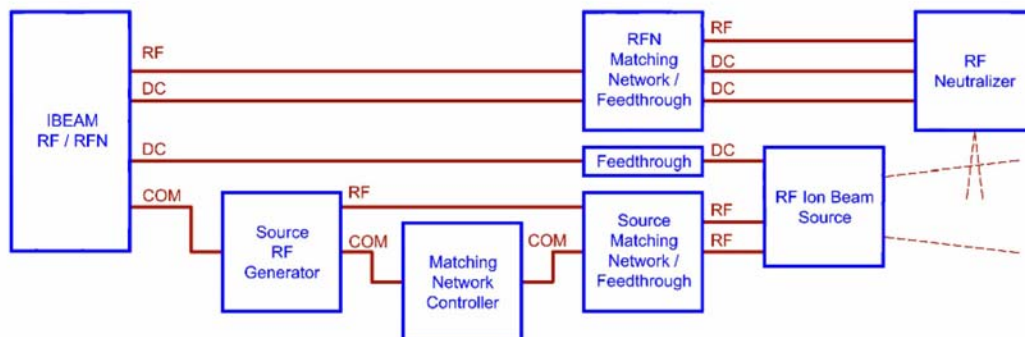 IBEAM
RF / RFN
RF
DC
DC
COM
Source
RF
Generator
RF
COM
Matching
Network
Controller
COM
RFN
Matching
Network /
Feedthrough
Feedthrough
Source
Matching
Network /
Feedthrough
RF
DC
DC
DC
RF
RF
RF
Neutralizer
RF Ion Beam
Source